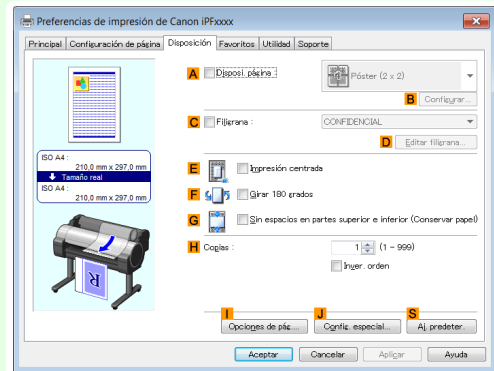 Preferencias de impresión de Canon iPFxxxx
Principal Configuración de página Disposición Favoritos Utilidad Soporte
A Disposi. página : Póster (2 x 2)
B Configurar...
C Filigrana : CONFIDENCIAL
D Editar filigrana...
ISO A4 :
210,0 mm x 297,0 mm
Tamaño real
ISO A4 :
210,0 mm x 297,0 mm
E Impresión centrada
F Girar 180 grados
G Sin espacios en partes superior e inferior (Conservar papel)
H Copias : 1 (1 - 999)
Inver. orden
R
I J S
Opciones de pág... Config. especial... Aj. predeter.
Aceptar Cancelar Aplicar Ayuda